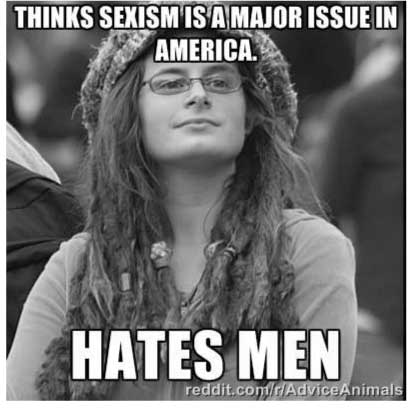 THINKS SEXISM IS A MAJOR ISSUE IN
AMERICA.
HATES MEN
reddit.com/r/AdviceAnimals